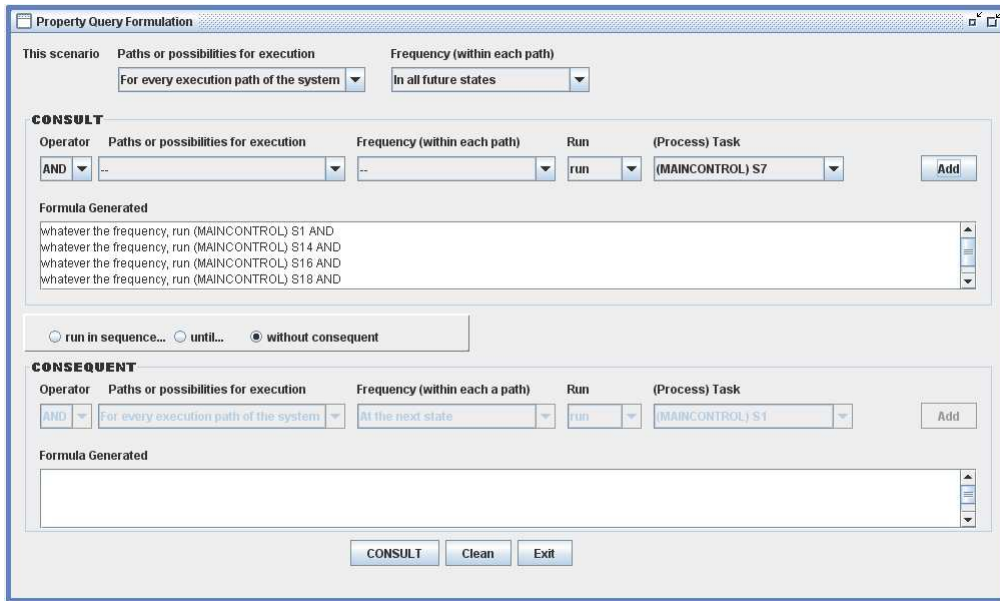 Property Query Formulation
This scenario Paths or possibilities for execution Frequency (within each path)
For every execution path of the system In all future states
CONSULT
Operator Paths or possibilities for execution Frequency (within each path) Run (Process) Task
AND -- -- run (MAINCONTROL) S7 Add
Formula Generated
whatever the frequency, run (MAINCONTROL) S1 AND
whatever the frequency, run (MAINCONTROL) S14 AND
whatever the frequency, run (MAINCONTROL) S16 AND
whatever the frequency, run (MAINCONTROL) S18 AND
run in sequence... until... without consequent
CONSEQUENT
Operator Paths or possibilities for execution Frequency (within each a path) Run (Process) Task
AND For every execution path of the system At the next state run (MAINCONTROL) S1 Add
Formula Generated
CONSULT Clean Exit